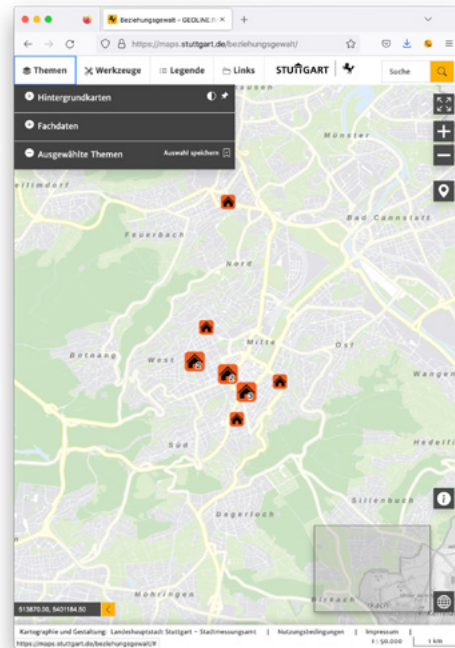 Beziehungsgewalt – GEOLINE.
https://maps.stuttgart.de/beziehungsgewalt/
Themen
Werkzeuge
Legende
Links
STUTTGART
Suche
Hintergrundkarten
Fachdaten
Ausgewählte Themen
Auswahl speichern
Münster
Bad Cannstatt
Feuerbach
Nord
Mitte
Ost
Botnang
West
Wangen
Süd
Degerloch
Sillenbuch
Möhringen
Birkach
513870.00, 5401184.50
Kartographie und Gestaltung: Landeshauptstadt Stuttgart – Stadtmessungsamt | Nutzungsbedingungen | Impressum |
https://maps.stuttgart.de/beziehungsgewalt/#
1 : 50.000
1 km